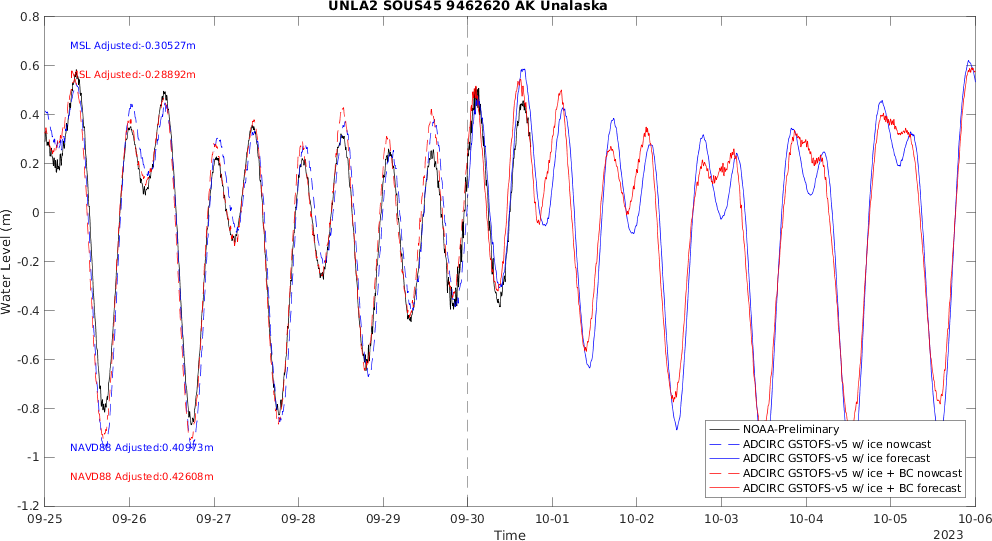 UNLA2 SOUS45 9462620 AK Unalaska
0.8
0.6
0.4
0.2
0
-0.2
-0.4
-0.6
-0.8
-1
-1.2
Water Level (m)
MSL Adjusted:-0.30527m
MSL Adjusted:-0.28892m
NAVD88 Adjusted:0.40973m
NAVD88 Adjusted:0.42608m
NOAA-Preliminary
ADCIRC GSTOFS-v5 w/ ice nowcast
ADCIRC GSTOFS-v5 w/ ice forecast
ADCIRC GSTOFS-v5 w/ ice + BC nowcast
ADCIRC GSTOFS-v5 w/ ice + BC forecast
09-25 09-26 09-27 09-28 09-29 09-30 10-01 10-02 10-03 10-04 10-05 10-06
Time
2023